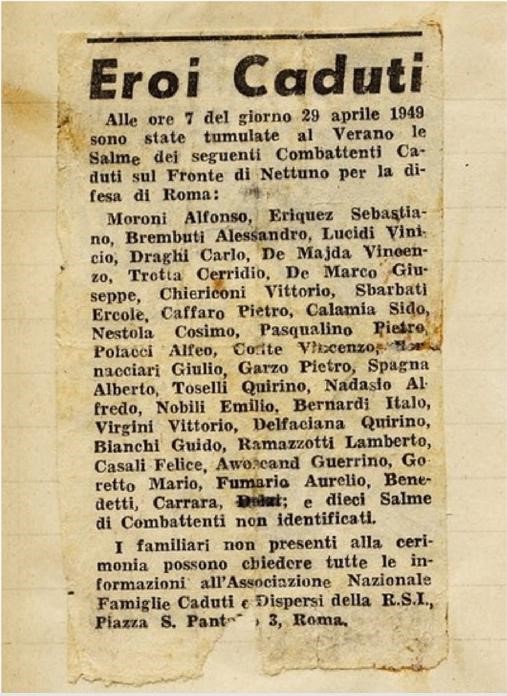 Eroi Caduti
Alle ore 7 del giorno 29 aprile 1949
sono state tumulate al Verano le
Salme dei seguenti Combattenti Ca-
duti sul Fronte di Nettuno per la di-
fesa di Roma:
Moroni Alfonso, Eriquez Sebastia-
no, Brembuti Alessandro, Lucidi Vini-
cio, Draghi Carlo, De Majda Vincen-
zo, Trotta Cerridio, De Marco Giu-
seppe, Chiericoni Vittorio, Sbarbati
Ercole, Caffaro Pietro, Calamia Sido,
Nestola Cosimo, Pasqualino Pietro,
Polacci Alfeo, Vincenzo,
nacciari Giulio, Garzo Pietro, Spagna
Alberto, Toselli Quirino, Nadasio Al
fredo, Nobili Emilio, Bernardi Italo,
Virgini Vittorio, Delfaciana Quirino,
Bianchi Guido, Ramazzotti Lamberto,
Casali Felice, Guerrino, Go
retto Mario, Fumario Aurelio, Bene-
detti, Carrara, e dieci Salme
di Combattenti non identificati.
I familiari non presenti alla ceri-
monia possono chiedere tutte le in-
formazioni all'Associazione Nazionale
Famiglie Caduti e Dispersi della R.S.I.,
Piazza S. 3, Roma.